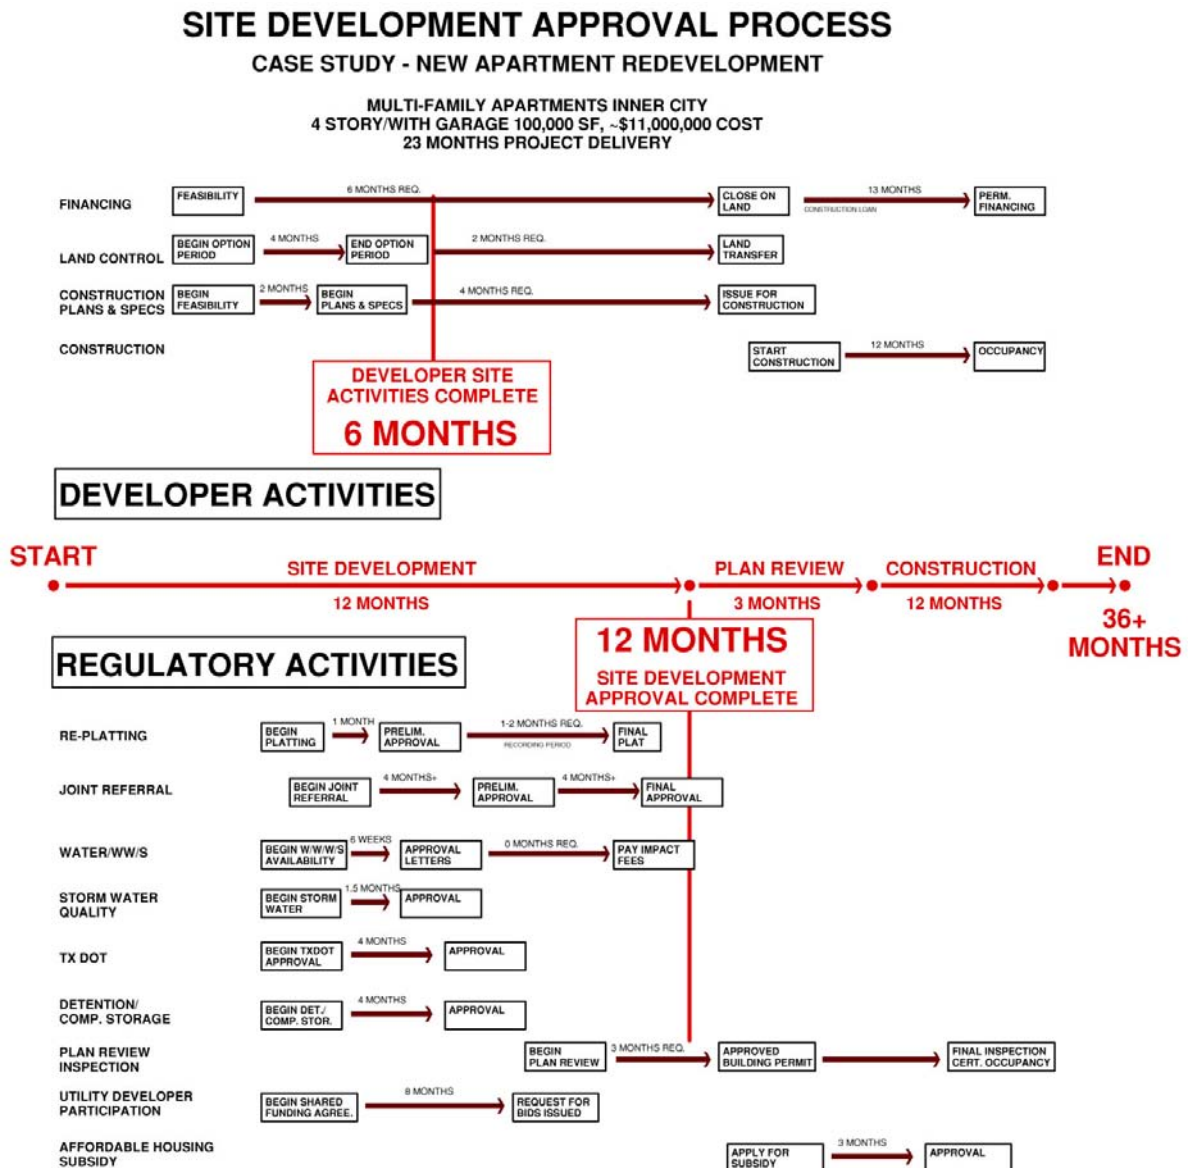 SITE DEVELOPMENT APPROVAL PROCESS
CASE STUDY - NEW APARTMENT REDEVELOPMENT
MULTI-FAMILY APARTMENTS INNER CITY
4 STORY/WITH GARAGE 100,000 SF, ~$11,000,000 COST
23 MONTHS PROJECT DELIVERY
FINANCING
FEASIBILITY
6 MONTHS REQ.
CLOSE ON
LAND
13 MONTHS
CONSTRUCTION LOAN
PERM.
FINANCING
LAND CONTROL
BEGIN OPTION
PERIOD
4 MONTHS
END OPTION
PERIOD
2 MONTHS REQ.
LAND
TRANSFER
CONSTRUCTION
PLANS & SPECS
BEGIN
FEASIBILITY
2 MONTHS
BEGIN
PLANS & SPECS
4 MONTHS REQ.
ISSUE FOR
CONSTRUCTION
CONSTRUCTION
START
CONSTRUCTION
12 MONTHS
OCCUPANCY
DEVELOPER SITE
ACTIVITIES COMPLETE
6 MONTHS
DEVELOPER ACTIVITIES
START
SITE DEVELOPMENT
12 MONTHS
PLAN REVIEW
3 MONTHS
CONSTRUCTION
12 MONTHS
END
36+
MONTHS
12 MONTHS
SITE DEVELOPMENT
APPROVAL COMPLETE
REGULATORY ACTIVITIES
RE-PLATTING
BEGIN
PLATTING
1 MONTH
PRELIM.
APPROVAL
1-2 MONTHS REQ.
RECORDING PERIOD
FINAL
PLAT
JOINT REFERRAL
BEGIN JOINT
REFERRAL
4 MONTHS+
PRELIM.
APPROVAL
4 MONTHS+
FINAL
APPROVAL
WATER/WW/S
BEGIN W/W/W/S
AVAILABILITY
6 WEEKS
APPROVAL
LETTERS
0 MONTHS REQ.
PAY IMPACT
FEES
STORM WATER
QUALITY
BEGIN STORM
WATER
1.5 MONTHS
APPROVAL
TX DOT
BEGIN TXDOT
APPROVAL
4 MONTHS
APPROVAL
DETENTION/
COMP. STORAGE
BEGIN DET./
COMP. STOR.
4 MONTHS
APPROVAL
PLAN REVIEW
INSPECTION
BEGIN
PLAN REVIEW
3 MONTHS REQ.
APPROVED
BUILDING PERMIT
FINAL INSPECTION
CERT. OCCUPANCY
UTILITY DEVELOPER
PARTICIPATION
BEGIN SHARED
FUNDING AGREE.
8 MONTHS
REQUEST FOR
BIDS ISSUED
AFFORDABLE HOUSING
SUBSIDY
APPLY FOR
SUBSIDY
3 MONTHS
APPROVAL